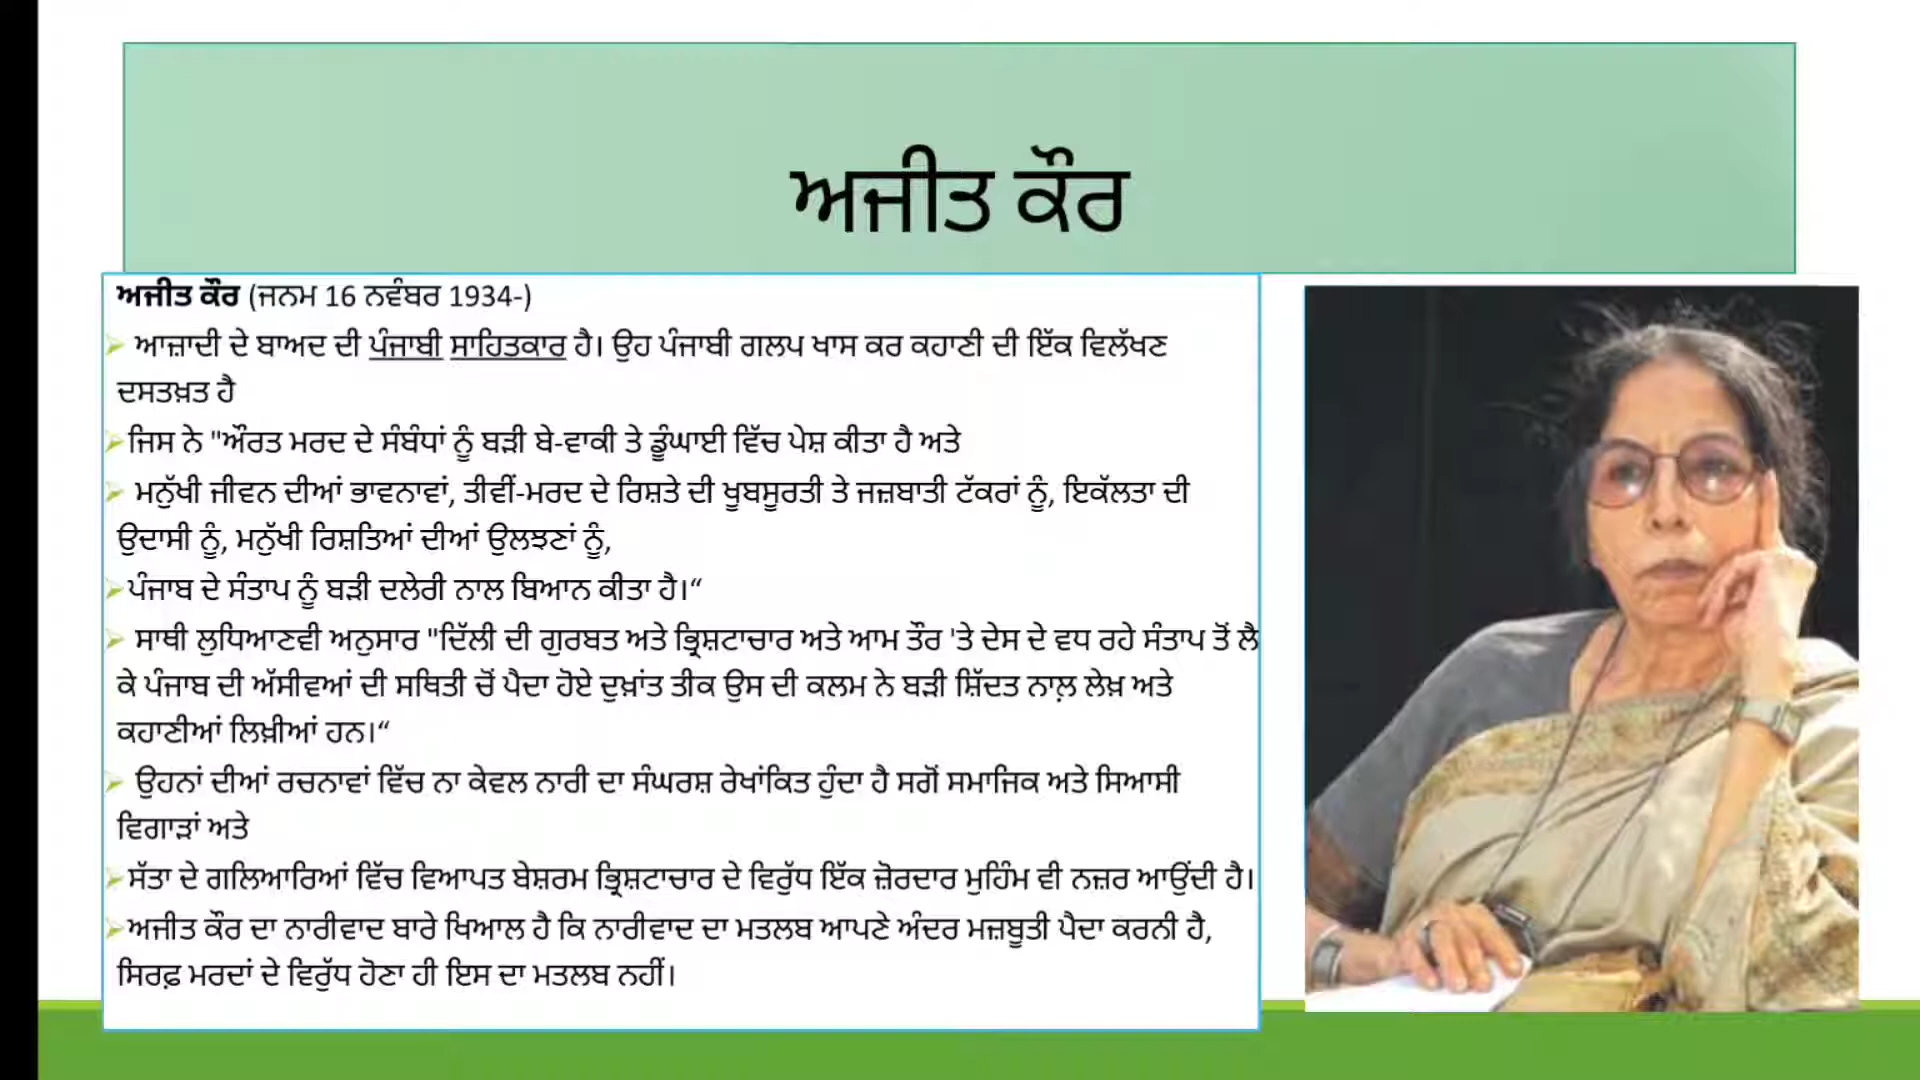 ਅਜੀਤ ਕੌਰ
ਅਜੀਤ ਕੌਰ (ਜਨਮ 16 ਨਵੰਬਰ 1934-)
ਆਜ਼ਾਦੀ ਦੇ ਬਾਅਦ ਦੀ ਪੰਜਾਬੀ ਸਾਹਿਤਕਾਰ ਹੈ। ਉਹ ਪੰਜਾਬੀ ਗਲਪ ਖਾਸ ਕਰ ਕਹਾਣੀ ਦੀ ਇੱਕ ਵਿਲੱਖਣ
ਦਸਤਖ਼ਤ ਹੈ
ਜਿਸ ਨੇ "ਔਰਤ ਮਰਦ ਦੇ ਸੰਬੰਧਾਂ ਨੂੰ ਬੜੀ ਬੇ-ਵਾਕੀ ਤੇ ਡੂੰਘਾਈ ਵਿੱਚ ਪੇਸ਼ ਕੀਤਾ ਹੈ ਅਤੇ
ਮਨੁੱਖੀ ਜੀਵਨ ਦੀਆਂ ਭਾਵਨਾਵਾਂ, ਤੀਵੀਂ-ਮਰਦ ਦੇ ਰਿਸ਼ਤੇ ਦੀ ਖੂਬਸੂਰਤੀ ਤੇ ਜਜ਼ਬਾਤੀ ਟੱਕਰਾਂ ਨੂੰ, ਇਕੱਲਤਾ ਦੀ
ਉਦਾਸੀ ਨੂੰ, ਮਨੁੱਖੀ ਰਿਸ਼ਤਿਆਂ ਦੀਆਂ ਉਲਝਣਾਂ ਨੂੰ,
ਪੰਜਾਬ ਦੇ ਸੰਤਾਪ ਨੂੰ ਬੜੀ ਦਲੇਰੀ ਨਾਲ ਬਿਆਨ ਕੀਤਾ ਹੈ।“
ਸਾਥੀ ਲੁਧਿਆਣਵੀ ਅਨੁਸਾਰ "ਦਿੱਲੀ ਦੀ ਗੁਰਬਤ ਅਤੇ ਭ੍ਰਿਸ਼ਟਾਚਾਰ ਅਤੇ ਆਮ ਤੌਰ 'ਤੇ ਦੇਸ ਦੇ ਵਧ ਰਹੇ ਸੰਤਾਪ ਤੋਂ ਲੈ
ਕੇ ਪੰਜਾਬ ਦੀ ਅੱਸੀਵਆਂ ਦੀ ਸਥਿਤੀ ਚੋਂ ਪੈਦਾ ਹੋਏ ਦੁਖ਼ਾਂਤ ਤੀਕ ਉਸ ਦੀ ਕਲਮ ਨੇ ਬੜੀ ਸ਼ਿੱਦਤ ਨਾਲ਼ ਲੇਖ਼ ਅਤੇ
ਕਹਾਣੀਆਂ ਲਿਖ਼ੀਆਂ ਹਨ।“
ਉਹਨਾਂ ਦੀਆਂ ਰਚਨਾਵਾਂ ਵਿੱਚ ਨਾ ਕੇਵਲ ਨਾਰੀ ਦਾ ਸੰਘਰਸ਼ ਰੇਖਾਂਕਿਤ ਹੁੰਦਾ ਹੈ ਸਗੋਂ ਸਮਾਜਿਕ ਅਤੇ ਸਿਆਸੀ
ਵਿਗਾੜਾਂ ਅਤੇ
ਸੱਤਾ ਦੇ ਗਲਿਆਰਿਆਂ ਵਿੱਚ ਵਿਆਪਤ ਬੇਸ਼ਰਮ ਭ੍ਰਿਸ਼ਟਾਚਾਰ ਦੇ ਵਿਰੁੱਧ ਇੱਕ ਜ਼ੋਰਦਾਰ ਮੁਹਿੰਮ ਵੀ ਨਜ਼ਰ ਆਉਂਦੀ ਹੈ।
ਅਜੀਤ ਕੌਰ ਦਾ ਨਾਰੀਵਾਦ ਬਾਰੇ ਖਿਆਲ ਹੈ ਕਿ ਨਾਰੀਵਾਦ ਦਾ ਮਤਲਬ ਆਪਣੇ ਅੰਦਰ ਮਜ਼ਬੂਤੀ ਪੈਦਾ ਕਰਨੀ ਹੈ,
ਸਿਰਫ਼ ਮਰਦਾਂ ਦੇ ਵਿਰੁੱਧ ਹੋਣਾ ਹੀ ਇਸ ਦਾ ਮਤਲਬ ਨਹੀਂ।